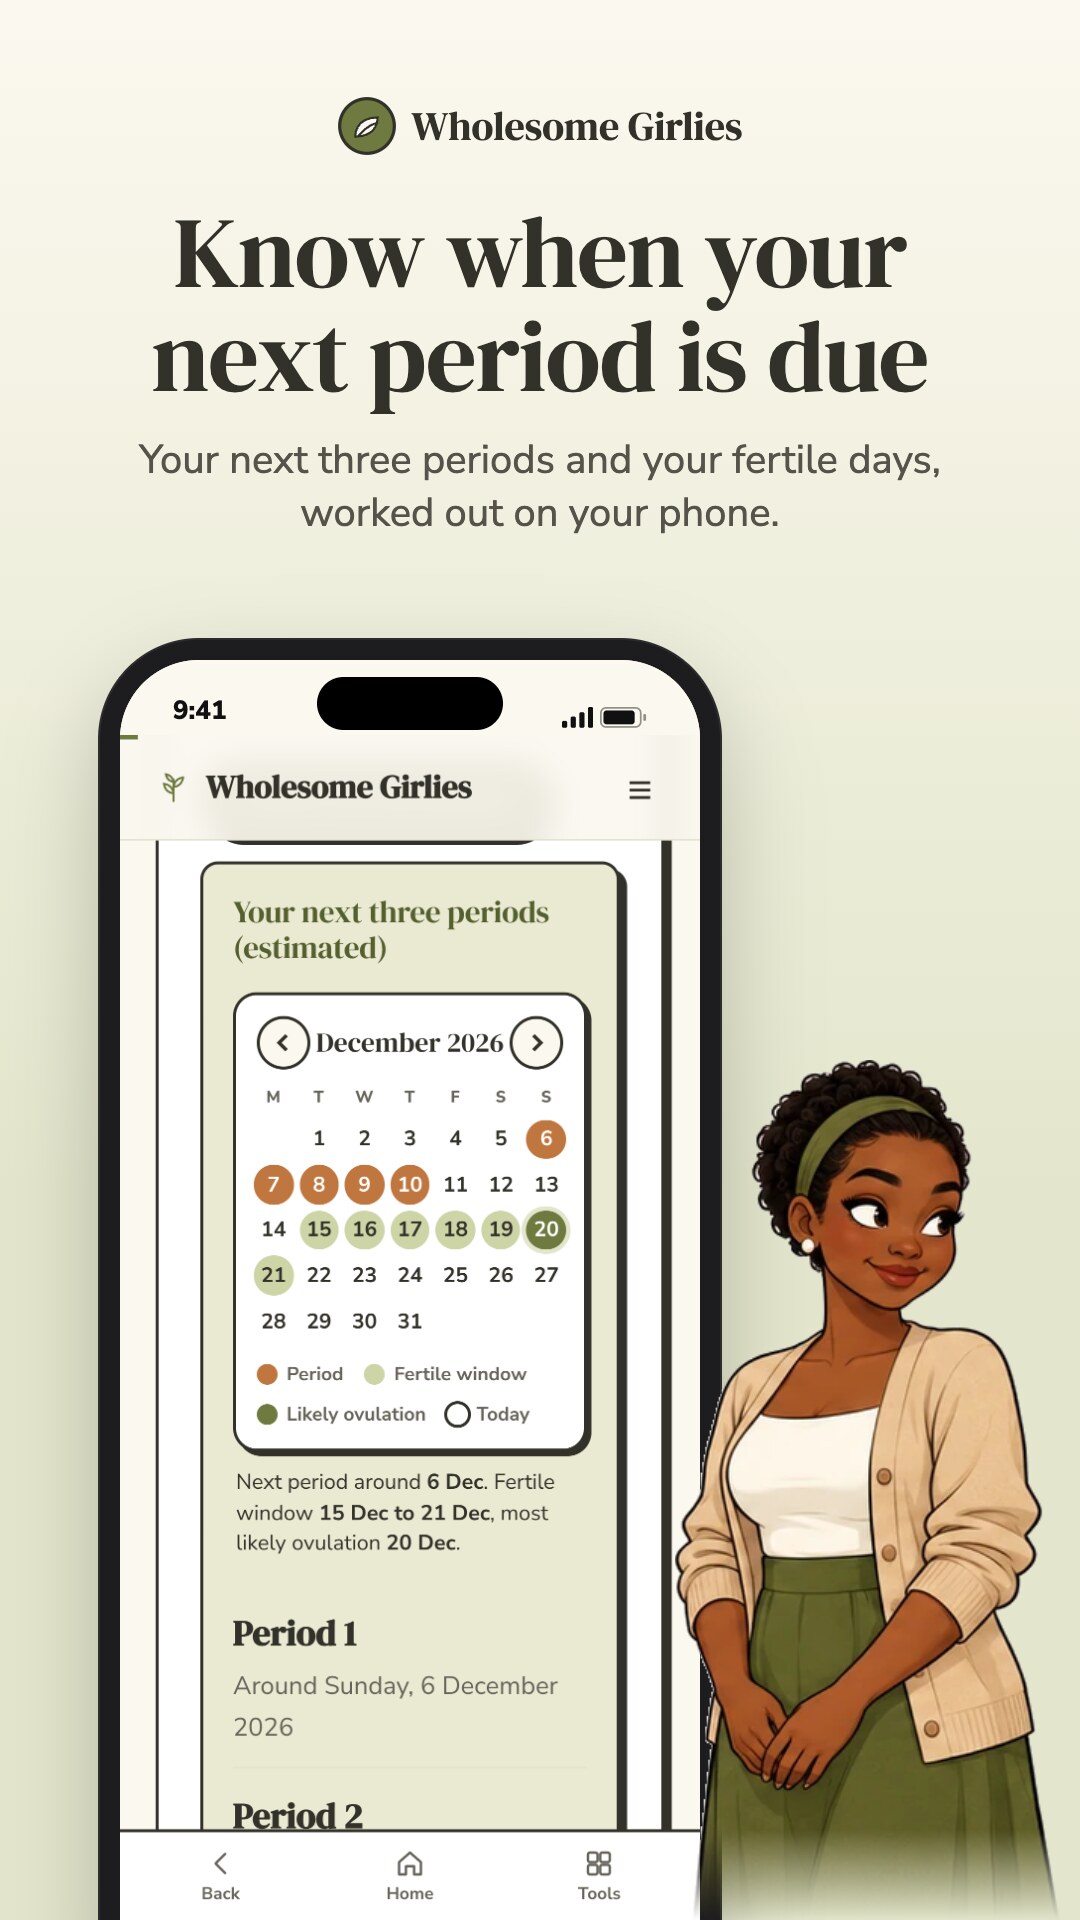 Wholesome Girlies
Know when your
next period is due
Your next three periods and your fertile days,
worked out on your phone.
9:41
Wholesome Girlies
Your next three periods
(estimated)
December 2026
M T W T F S S
1 2 3 4 5 6
7 8 9 10 11 12 13
14 15 16 17 18 19 20
21 22 23 24 25 26 27
28 29 30 31
Period Fertile window
Likely ovulation Today
Next period around 6 Dec. Fertile
window 15 Dec to 21 Dec, most
likely ovulation 20 Dec.
Period 1
Around Sunday, 6 December
2026
Period 2
Back Home Tools